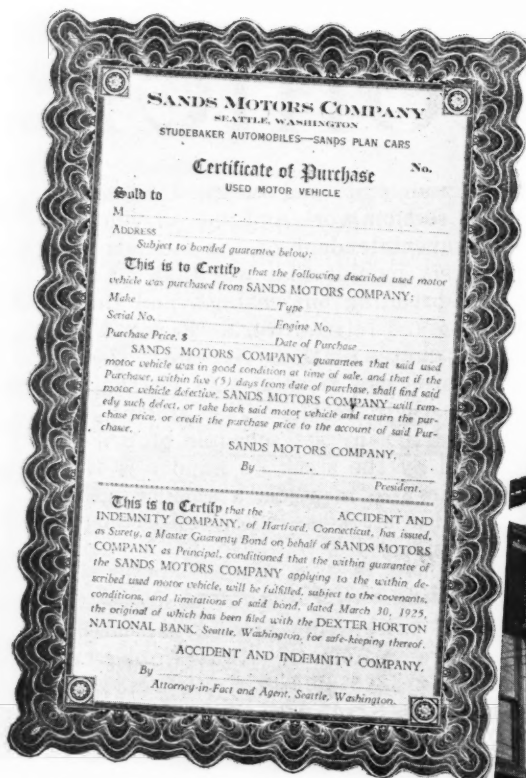 SANDS MOTORS COMPANY
SEATTLE, WASHINGTON
STUDEBAKER AUTOMOBILES—SANDS PLAN CARS
Certificate of Purchase No.
USED MOTOR VEHICLE
Sold to
M
ADDRESS
Subject to bonded guarantee below:
This is to Certify that the following described used motor
vehicle was purchased from SANDS MOTORS COMPANY:
Make Type
Serial No. Engine No.
Purchase Price, $ Date of Purchase
SANDS MOTORS COMPANY guarantees that said used
motor vehicle was in good condition at time of sale, and that if the
Purchaser, within five (5) days from date of purchase, shall find said
motor vehicle defective, SANDS MOTORS COMPANY will rem-
edy such defect, or take back said motor vehicle and return the pur-
chase price, or credit the purchase price to the account of said Pur-
chaser.
SANDS MOTORS COMPANY,
By
President.
This is to Certify that the ACCIDENT AND
INDEMNITY COMPANY, of Hartford, Connecticut, has issued,
as Surety, a Master Guaranty Bond on behalf of SANDS MOTORS
COMPANY as Principal, conditioned that the within guarantee of
the SANDS MOTORS COMPANY applying to the within de-
scribed used motor vehicle, will be fulfilled, subject to the covenants,
conditions, and limitations of said bond, dated March 30, 1925,
the original of which has been filed with the DEXTER HORTON
NATIONAL BANK, Seattle, Washington, for safe-keeping thereof.
ACCIDENT AND INDEMNITY COMPANY,
By
Attorney-in-Fact and Agent, Seattle, Washington.